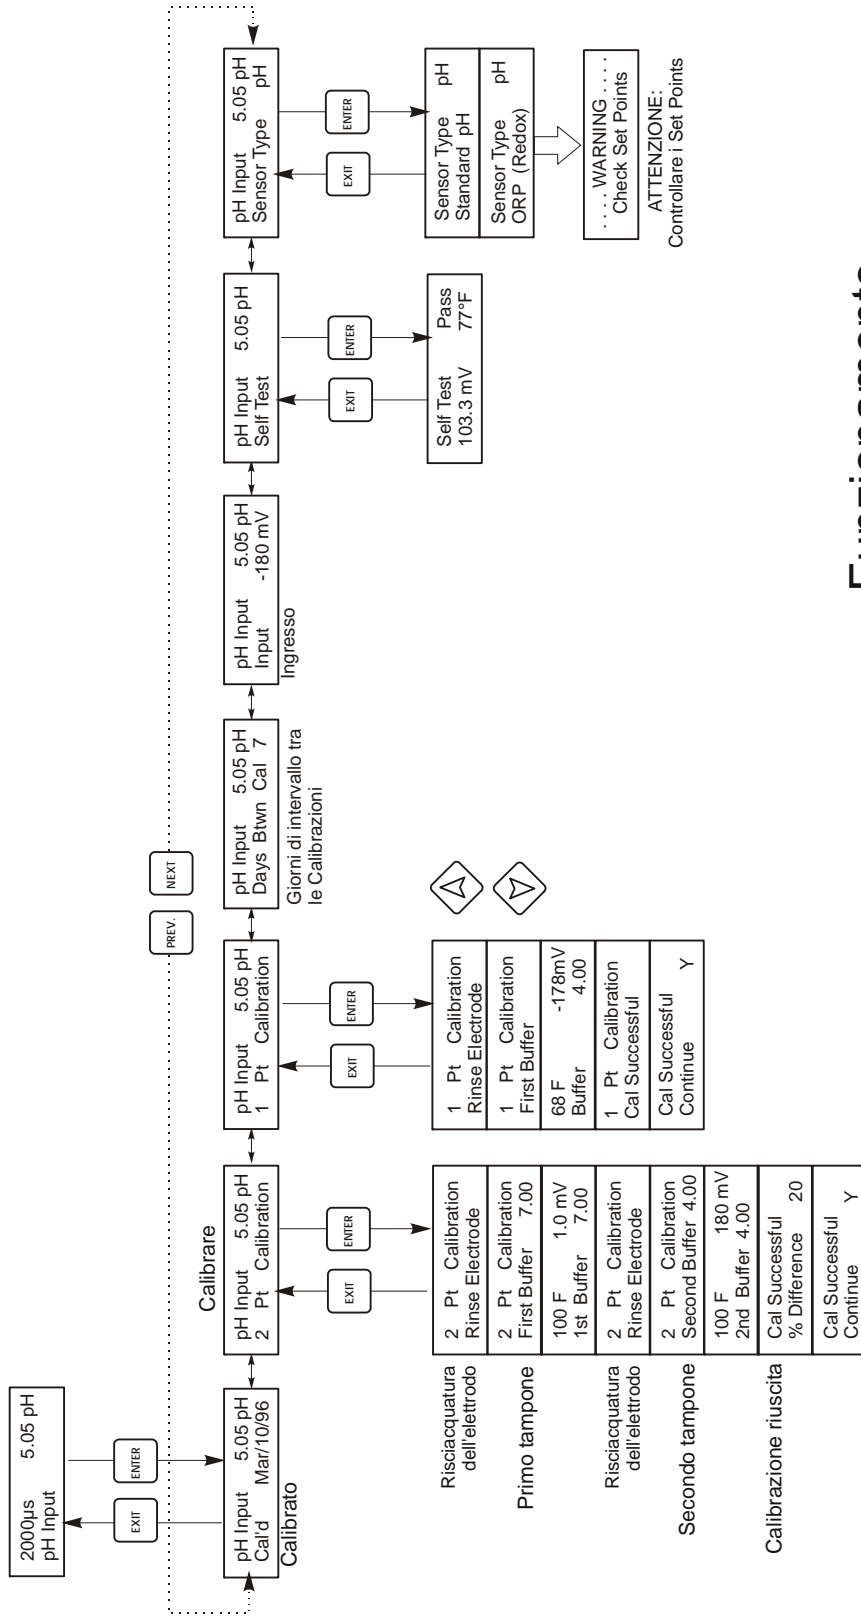 2000µs 5.05 pH
pH Input
EXIT
ENTER
PREV.
NEXT
pH Input 5.05 pH
Cal'd Mar/10/96
Calibrato
Calibrare
pH Input 5.05 pH
2 Pt Calibration
EXIT
ENTER
2 Pt Calibration
Rinse Electrode
2 Pt Calibration
First Buffer 7.00
100 F 1.0 mV
1st Buffer 7.00
2 Pt Calibration
Rinse Electrode
2 Pt Calibration
Second Buffer 4.00
100 F 180 mV
2nd Buffer 4.00
Cal Successful
% Difference 20
Cal Successful
Continue Y
Risciacquatura
dell'elettrodo
Primo tampone
Risciacquatura
dell'elettrodo
Secondo tampone
Calibrazione riuscita
pH Input 5.05 pH
1 Pt Calibration
EXIT
ENTER
1 Pt Calibration
Rinse Electrode
1 Pt Calibration
First Buffer
68 F -178mV
Buffer 4.00
1 Pt Calibration
Cal Successful
Cal Successful
Continue Y
pH Input 5.05 pH
Days Btwn Cal 7
Giorni di intervallo tra
le Calibrazioni
pH Input 5.05 pH
Input -180 mV
Ingresso
pH Input 5.05 pH
Self Test
EXIT
ENTER
Self Test Pass
103.3 mV 77°F
pH Input 5.05 pH
Sensor Type pH
EXIT
ENTER
Sensor Type pH
Standard pH
Sensor Type pH
ORP (Redox)
. . . . WARNING . . . .
Check Set Points
ATTENZIONE:
Controllare i Set Points